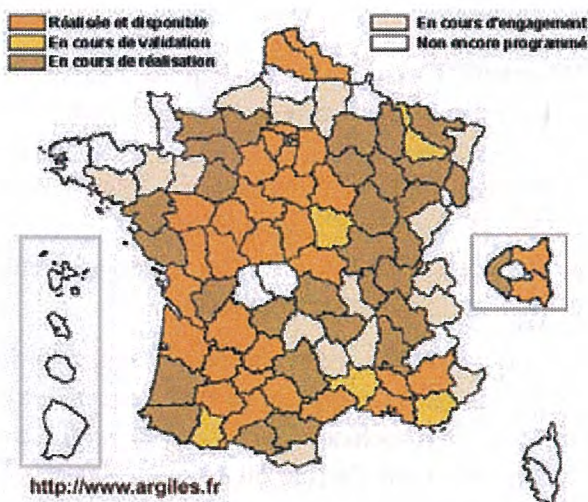 Réalisée et disponible
En cours de validation
En cours de réalisation
En cours d'engagement
Non encore programmé
http://www.argiles.fr